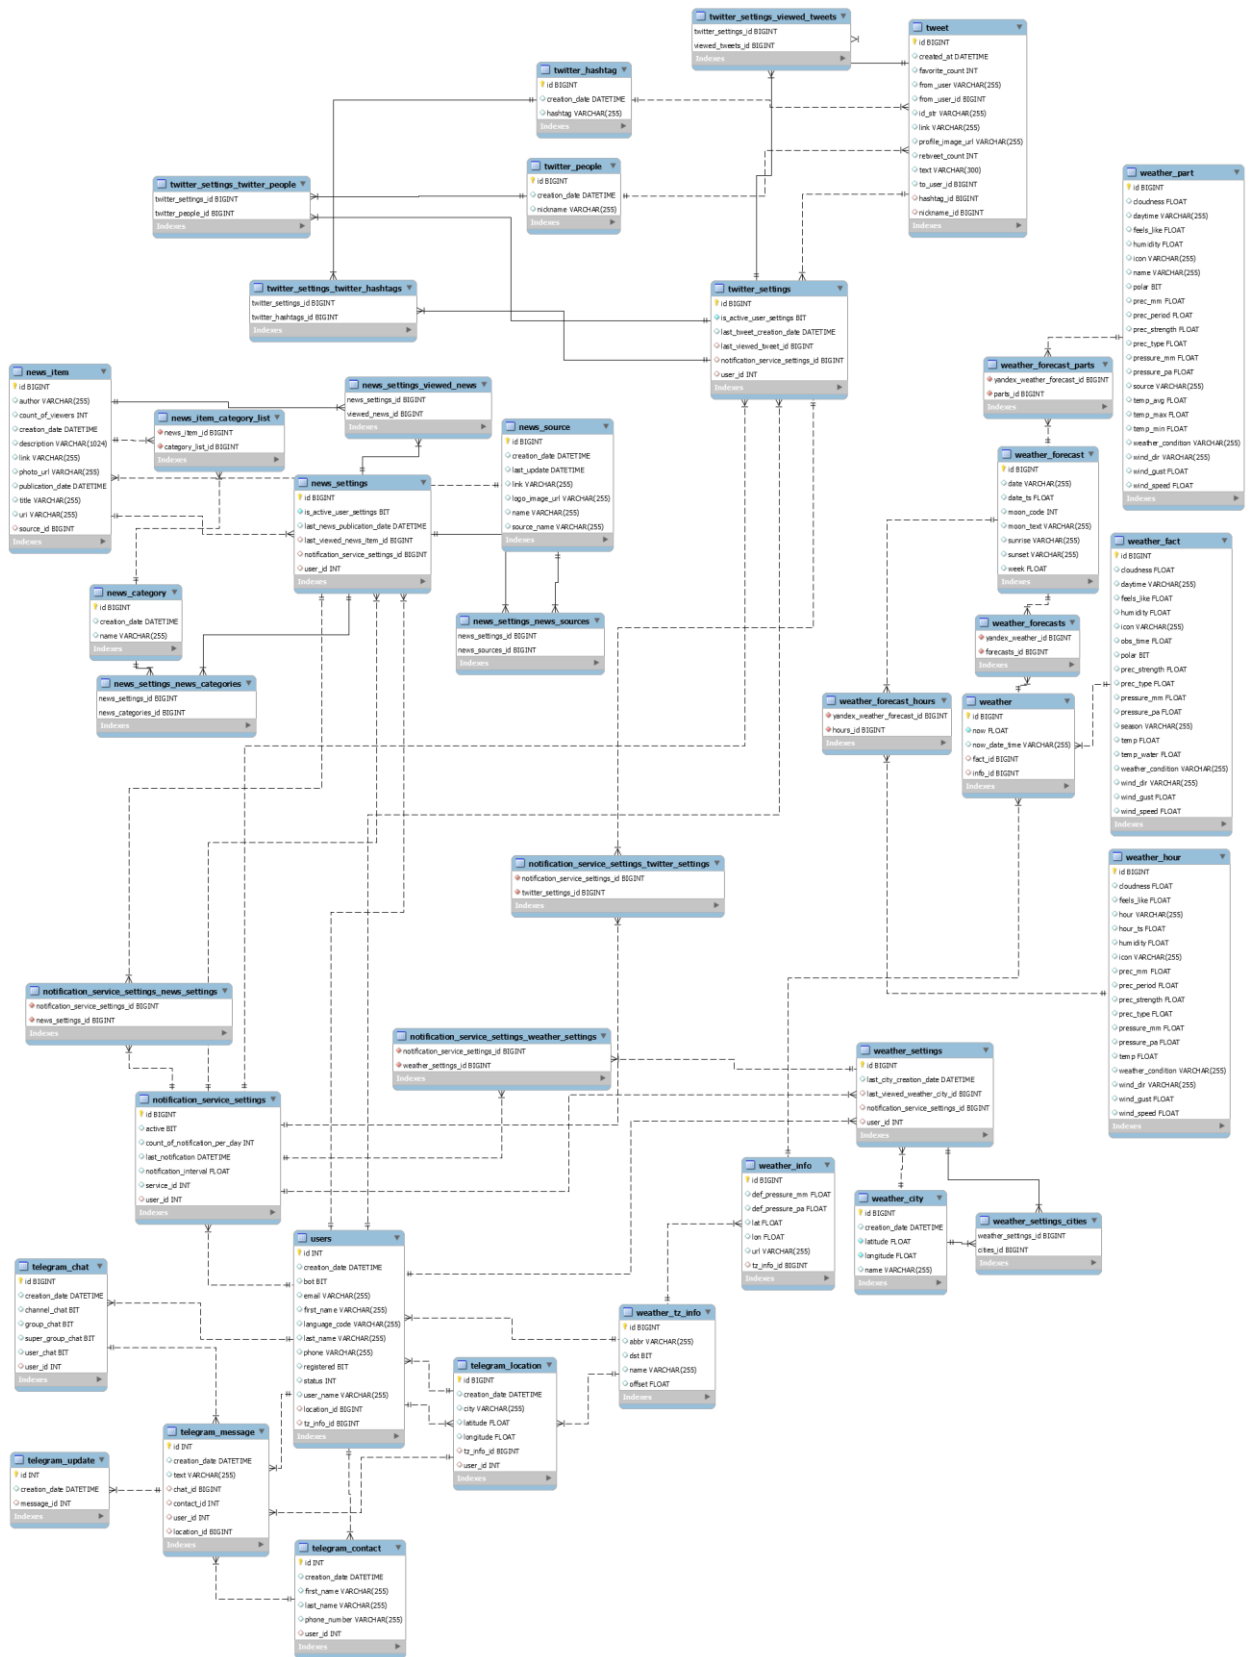 twitter_settings_viewed_tweets
twitter_settings_id BIGINT
viewed_tweets_id BIGINT
Indexes
tweet
id BIGINT
created_at DATETIME
favorite_count INT
from_user VARCHAR(255)
from_user_id BIGINT
id_str VARCHAR(255)
link VARCHAR(255)
profile_image_url VARCHAR(255)
retweet_count INT
text VARCHAR(300)
to_user_id BIGINT
hashtag_id BIGINT
nickname_id BIGINT
Indexes
twitter_hashtag
id BIGINT
creation_date DATETIME
hashtag VARCHAR(255)
Indexes
twitter_people
id BIGINT
creation_date DATETIME
nickname VARCHAR(255)
Indexes
twitter_settings_twitter_people
twitter_settings_id BIGINT
twitter_people_id BIGINT
Indexes
weather_part
id BIGINT
cloudness FLOAT
daytime VARCHAR(255)
feels_like FLOAT
humidity FLOAT
icon VARCHAR(255)
name VARCHAR(255)
polar BIT
prec_mm FLOAT
prec_period FLOAT
prec_strength FLOAT
prec_type FLOAT
pressure_mm FLOAT
pressure_pa FLOAT
source VARCHAR(255)
temp_avg FLOAT
temp_max FLOAT
temp_min FLOAT
weather_condition VARCHAR(255)
wind_dir VARCHAR(255)
wind_gust FLOAT
wind_speed FLOAT
Indexes
twitter_settings_twitter_hashtags
twitter_settings_id BIGINT
twitter_hashtags_id BIGINT
Indexes
twitter_settings
id BIGINT
is_active_user_settings BIT
last_tweet_creation_date DATETIME
last_viewed_tweet_id BIGINT
notification_service_settings_id BIGINT
user_id INT
Indexes
weather_forecast_parts
yandex_weather_forecast_id BIGINT
parts_id BIGINT
Indexes
news_item
id BIGINT
author VARCHAR(255)
count_of_viewers INT
creation_date DATETIME
description VARCHAR(1024)
link VARCHAR(255)
photo_url VARCHAR(255)
publication_date DATETIME
title VARCHAR(255)
uri VARCHAR(255)
source_id BIGINT
Indexes
news_settings_viewed_news
news_settings_id BIGINT
viewed_news_id BIGINT
Indexes
news_item_category_list
news_item_id BIGINT
category_list_id BIGINT
Indexes
news_source
id BIGINT
creation_date DATETIME
last_update DATETIME
link VARCHAR(255)
logo_image_url VARCHAR(255)
name VARCHAR(255)
source_name VARCHAR(255)
Indexes
news_settings
id BIGINT
is_active_user_settings BIT
last_news_publication_date DATETIME
last_viewed_news_item_id BIGINT
notification_service_settings_id BIGINT
user_id INT
Indexes
weather_forecast
id BIGINT
date VARCHAR(255)
date_ts FLOAT
moon_code INT
moon_text VARCHAR(255)
sunrise VARCHAR(255)
sunset VARCHAR(255)
week FLOAT
Indexes
weather_fact
id BIGINT
cloudness FLOAT
daytime VARCHAR(255)
feels_like FLOAT
humidity FLOAT
icon VARCHAR(255)
obs_time FLOAT
polar BIT
prec_strength FLOAT
prec_type FLOAT
pressure_mm FLOAT
pressure_pa FLOAT
season VARCHAR(255)
temp FLOAT
temp_water FLOAT
weather_condition VARCHAR(255)
wind_dir VARCHAR(255)
wind_gust FLOAT
wind_speed FLOAT
Indexes
news_category
id BIGINT
creation_date DATETIME
name VARCHAR(255)
Indexes
news_settings_news_sources
news_settings_id BIGINT
news_sources_id BIGINT
Indexes
weather_forecasts
yandex_weather_id BIGINT
forecasts_id BIGINT
Indexes
news_settings_news_categories
news_settings_id BIGINT
news_categories_id BIGINT
Indexes
weather_forecast_hours
yandex_weather_forecast_id BIGINT
hours_id BIGINT
Indexes
weather
id BIGINT
now FLOAT
now_date_time VARCHAR(255)
fact_id BIGINT
info_id BIGINT
Indexes
notification_service_settings_twitter_settings
notification_service_settings_id BIGINT
twitter_settings_id BIGINT
Indexes
weather_hour
id BIGINT
cloudness FLOAT
feels_like FLOAT
hour VARCHAR(255)
hour_ts FLOAT
humidity FLOAT
icon VARCHAR(255)
prec_mm FLOAT
prec_period FLOAT
prec_strength FLOAT
prec_type FLOAT
pressure_mm FLOAT
pressure_pa FLOAT
temp FLOAT
weather_condition VARCHAR(255)
wind_dir VARCHAR(255)
wind_gust FLOAT
wind_speed FLOAT
Indexes
notification_service_settings_news_settings
notification_service_settings_id BIGINT
news_settings_id BIGINT
Indexes
notification_service_settings_weather_settings
notification_service_settings_id BIGINT
weather_settings_id BIGINT
Indexes
weather_settings
id BIGINT
last_city_creation_date DATETIME
last_viewed_weather_city_id BIGINT
notification_service_settings_id BIGINT
user_id INT
Indexes
notification_service_settings
id BIGINT
active BIT
count_of_notification_per_day INT
last_notification DATETIME
notification_interval FLOAT
service_id INT
user_id INT
Indexes
weather_info
id BIGINT
def_pressure_mm FLOAT
def_pressure_pa FLOAT
lat FLOAT
lon FLOAT
url VARCHAR(255)
tz_info_id BIGINT
Indexes
weather_city
id BIGINT
creation_date DATETIME
latitude FLOAT
longitude FLOAT
name VARCHAR(255)
Indexes
weather_settings_cities
weather_settings_id BIGINT
cities_id BIGINT
Indexes
users
id INT
creation_date DATETIME
bot BIT
email VARCHAR(255)
first_name VARCHAR(255)
language_code VARCHAR(255)
last_name VARCHAR(255)
phone VARCHAR(255)
registered BIT
status INT
user_name VARCHAR(255)
location_id BIGINT
tz_info_id BIGINT
Indexes
telegram_chat
id BIGINT
creation_date DATETIME
channel_chat BIT
group_chat BIT
super_group_chat BIT
user_chat BIT
user_id INT
Indexes
weather_tz_info
id BIGINT
abbr VARCHAR(255)
dst BIT
name VARCHAR(255)
offset FLOAT
Indexes
telegram_location
id BIGINT
creation_date DATETIME
city VARCHAR(255)
latitude FLOAT
longitude FLOAT
tz_info_id BIGINT
user_id INT
Indexes
telegram_message
id INT
creation_date DATETIME
text VARCHAR(255)
chat_id BIGINT
contact_id INT
user_id INT
location_id BIGINT
Indexes
telegram_update
id INT
creation_date DATETIME
message_id INT
Indexes
telegram_contact
id INT
creation_date DATETIME
first_name VARCHAR(255)
last_name VARCHAR(255)
phone_number VARCHAR(255)
user_id INT
Indexes